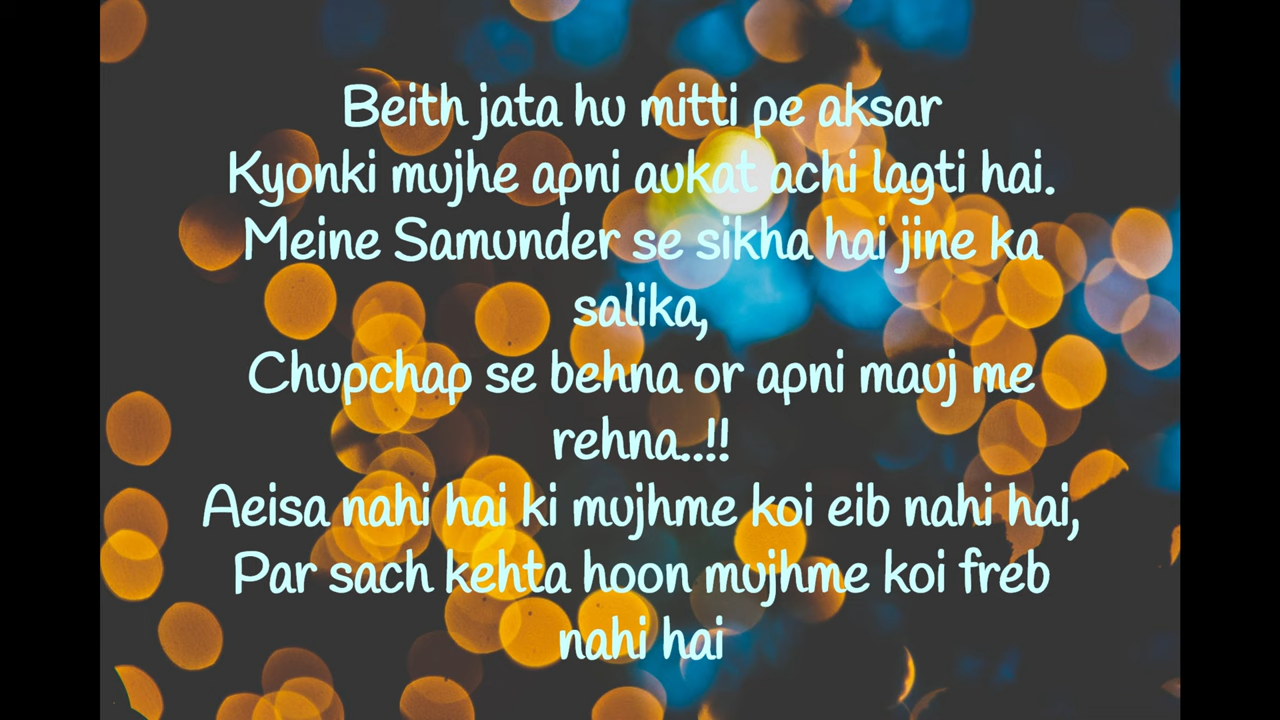 Beith jata hu mitti pe aksar
Kyonki mujhe apni aukat achi lagti hai.
Meine Samunder se sikha hai jine ka
salika,
Chupchap se behna or apni mauj me
rehna..!!
Aeisa nahi hai ki mujhme koi eib nahi hai,
Par sach kehta hoon mujhme koi freb
nahi hai